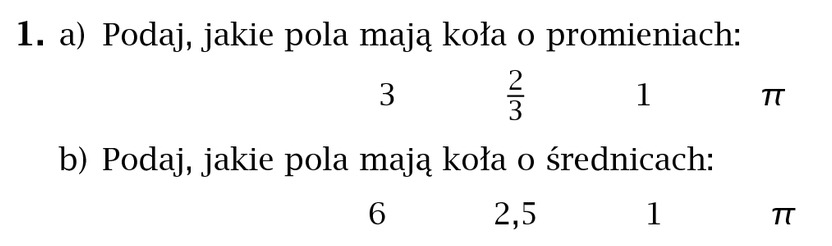 1. a) Podaj, jakie pola mają koła o promieniach:
3 2/3 1 π
b) Podaj, jakie pola mają koła o średnicach:
6 2,5 1 π